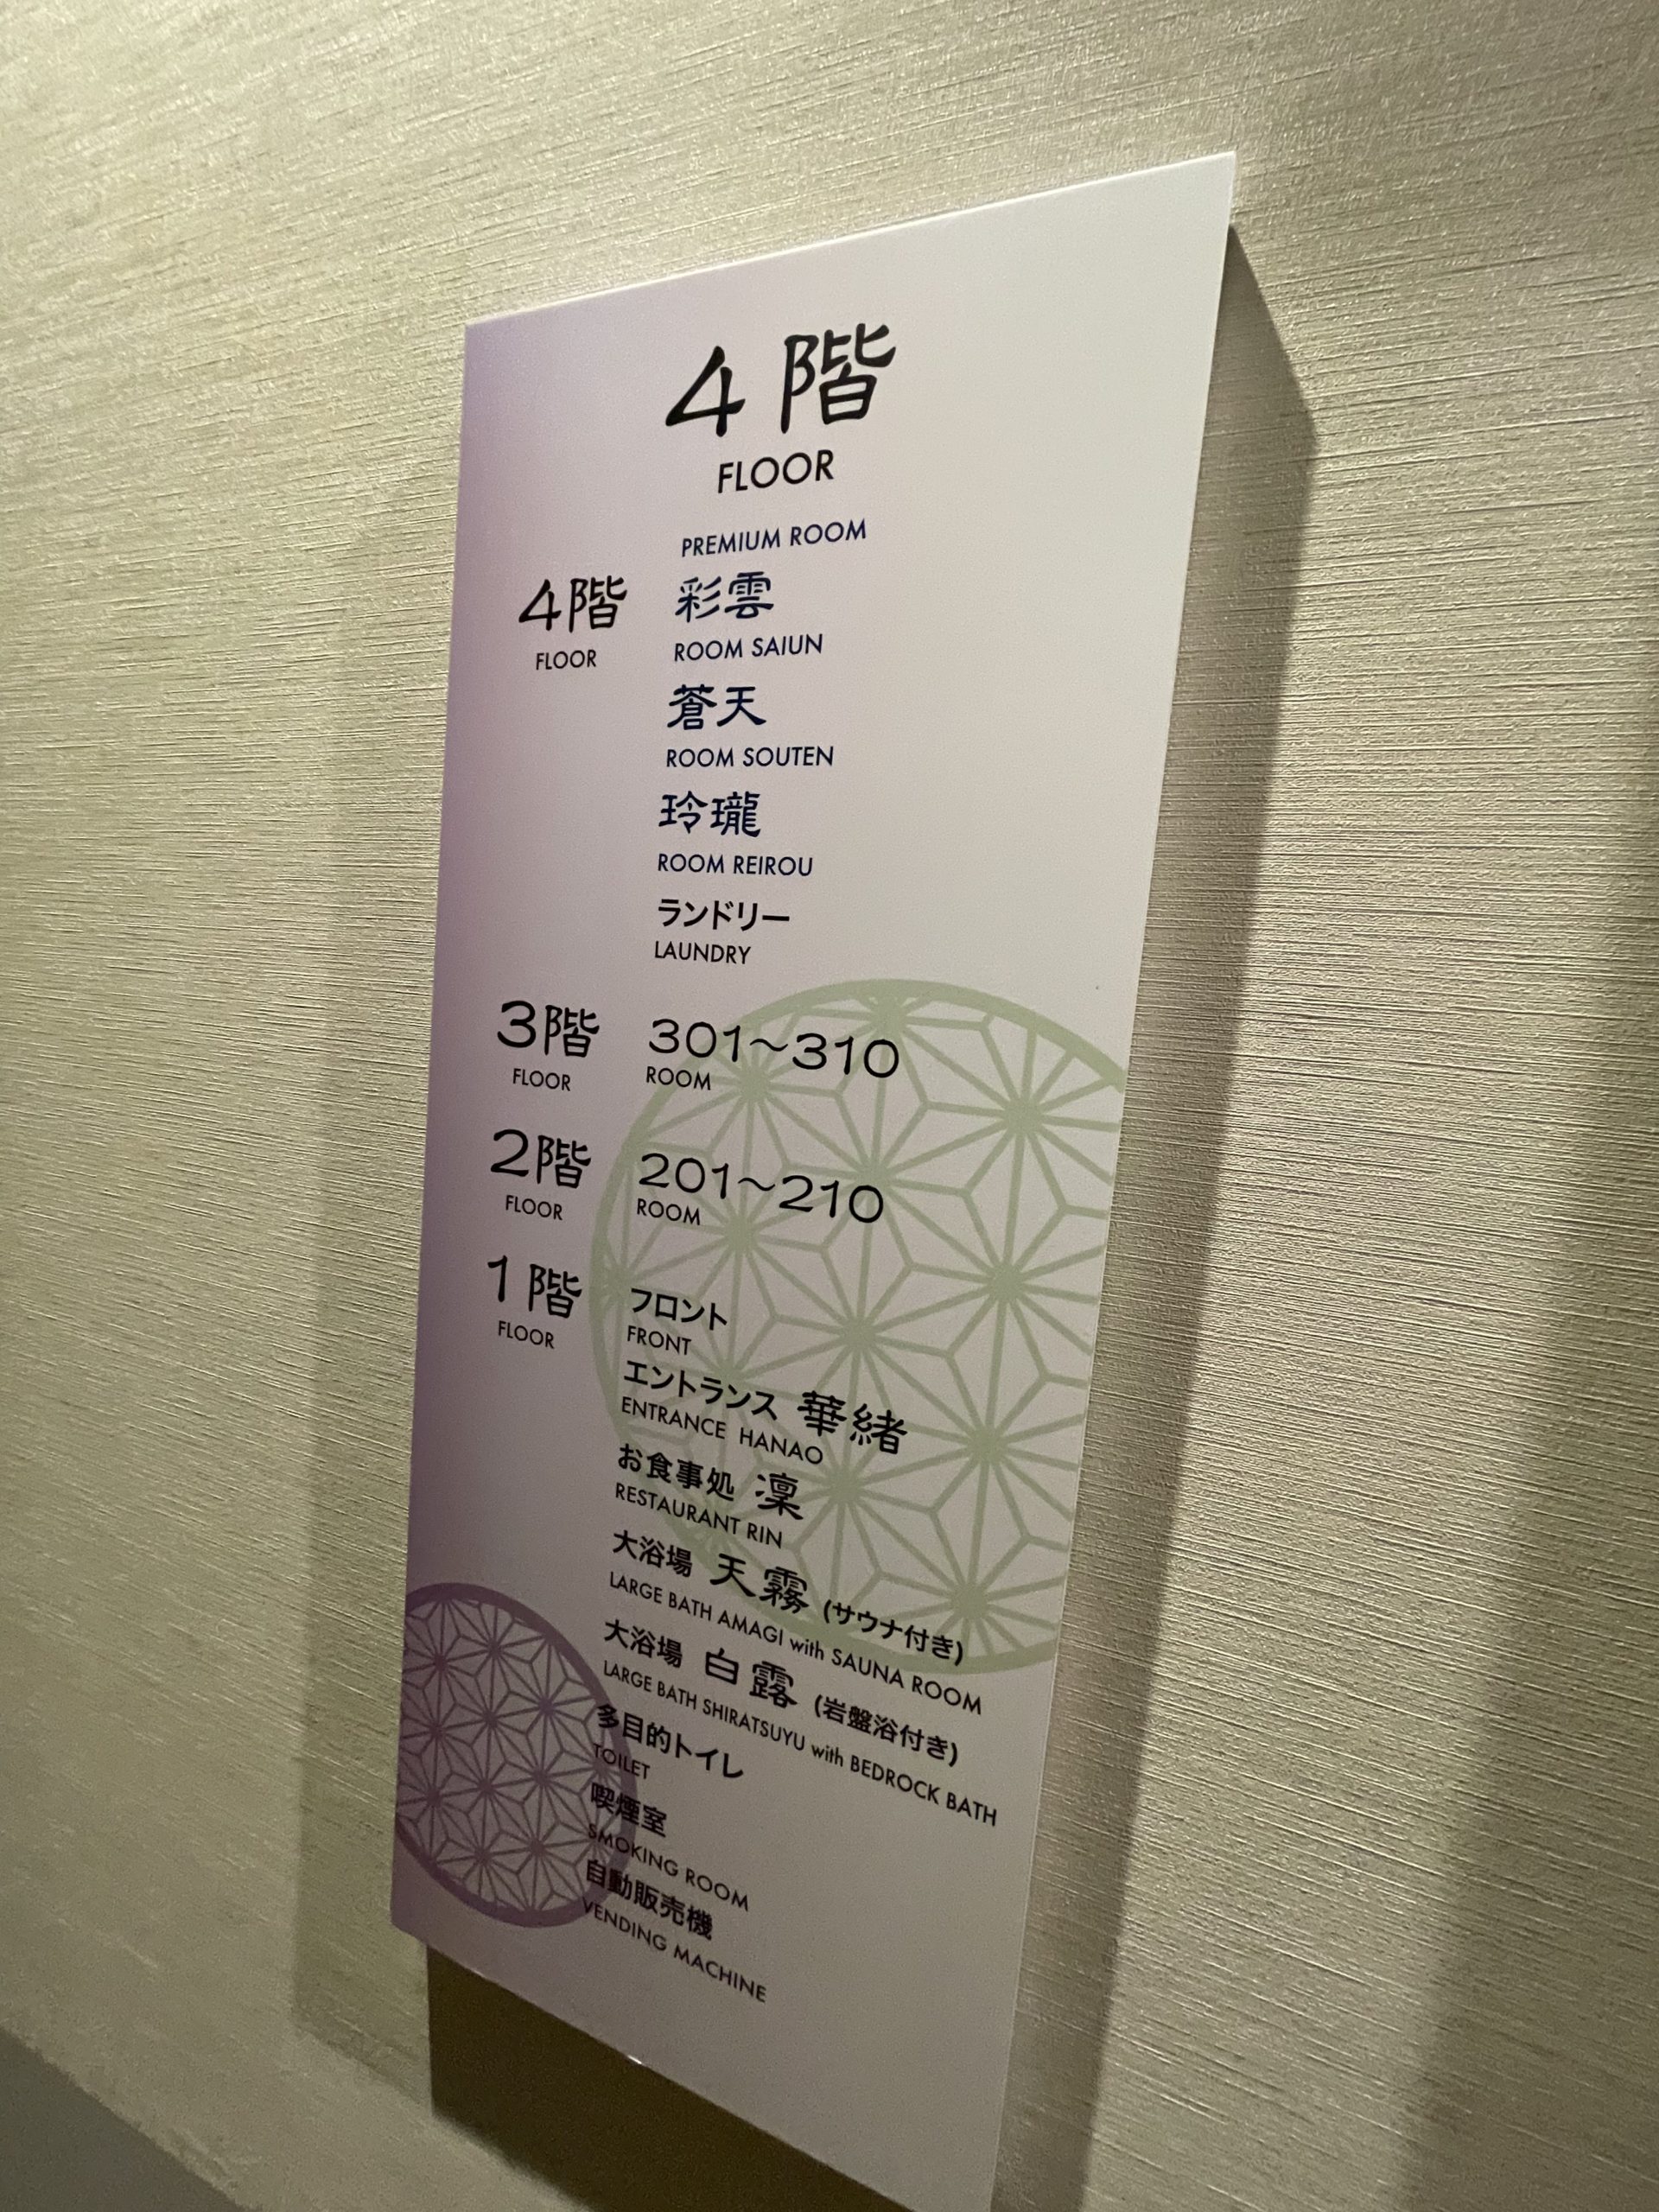 4階
FLOOR
PREMIUM ROOM
4階
FLOOR
彩雲
ROOM SAIUN
蒼天
ROOM SOUTEN
玲瓏
ROOM REIROU
ランドリー
LAUNDRY
3階
FLOOR
301〜310
ROOM
2階
FLOOR
201〜210
ROOM
1階
FLOOR
フロント
FRONT
エントランス 華緒
ENTRANCE HANAO
お食事処 凜
RESTAURANT RIN
大浴場 天霧 (サウナ付き)
LARGE BATH AMAGI with SAUNA ROOM
大浴場 白露 (岩盤浴付き)
LARGE BATH SHIRATSUYU with BEDROCK BATH
多目的トイレ
TOILET
喫煙室
SMOKING ROOM
自動販売機
VENDING MACHINE